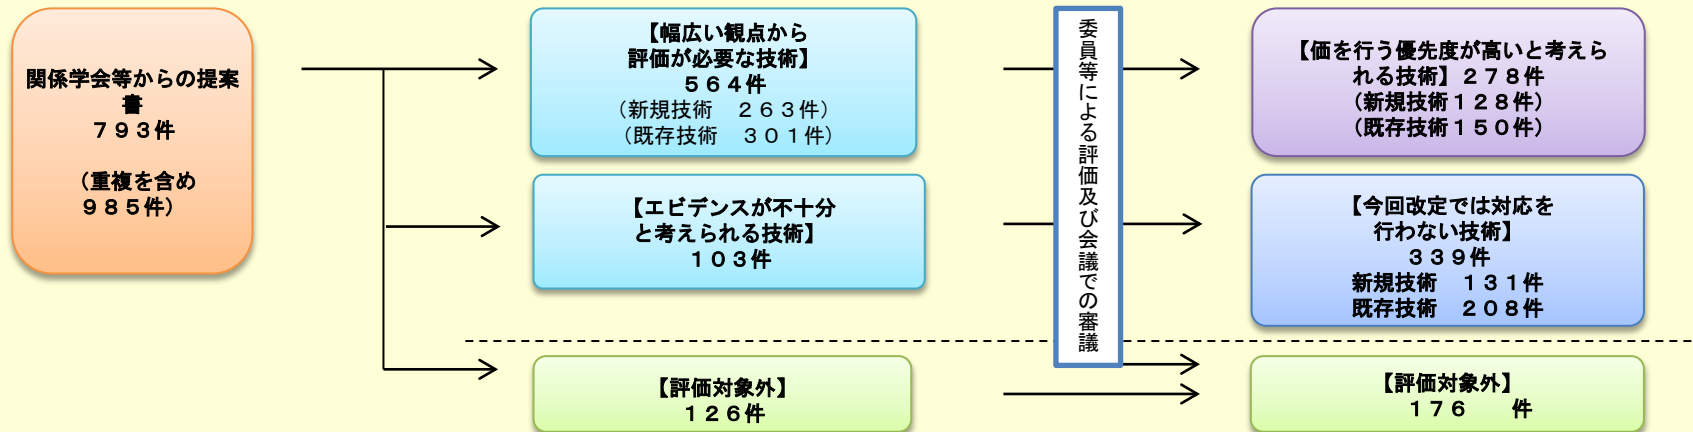 関係学会等からの提案
書
７９３件
（重複を含め
９８５件）
【幅広い観点から
評価が必要な技術】
５６４件
（新規技術　２６３件）
（既存技術　３０１件）
【エビデンスが不十分
と考えられる技術】
１０３件
【評価対象外】
１２６件
委員等による評価及び会議での審議
【価を行う優先度が高いと考えら
れる技術】２７８件
（新規技術１２８件）
（既存技術１５０件）
【今回改定では対応を
行わない技術】
３３９件
新規技術　１３１件
既存技術　２０８件
【評価対象外】
１７６　　件